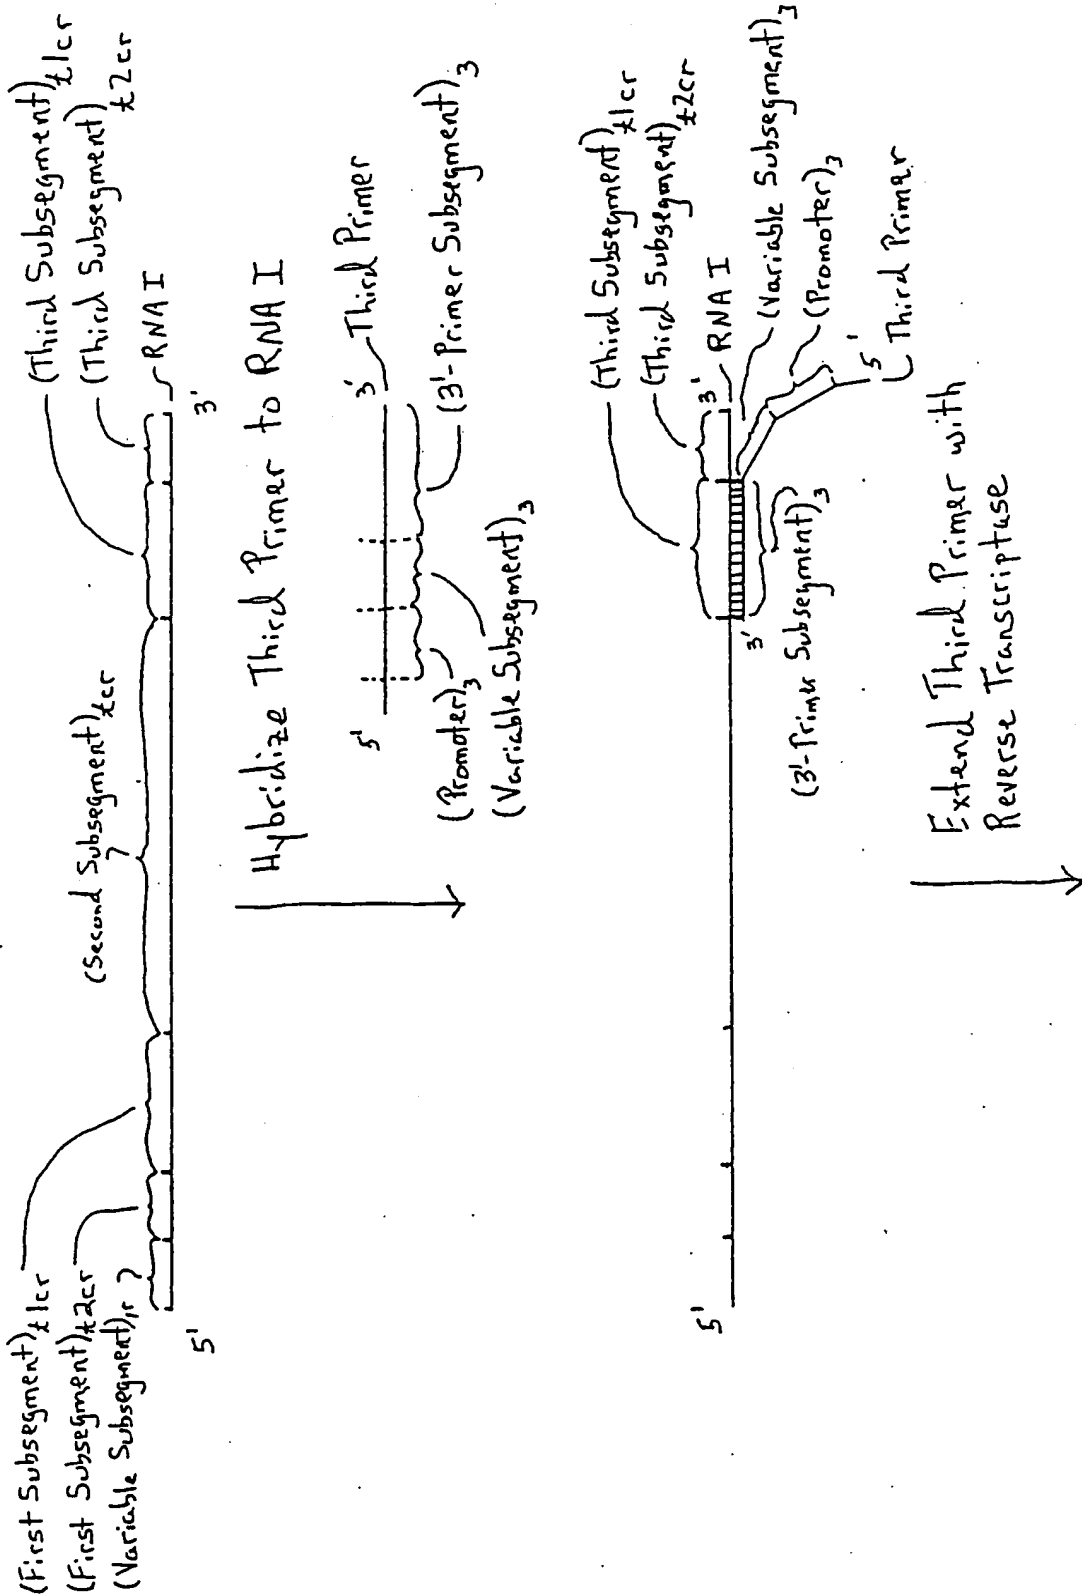 (First Subsegment)t1cr
(First Subsegment)t2cr
(Variable Subsegment)1r
(Second Subsegment)tcr
(Third Subsegment)t1cr
(Third Subsegment)t2cr
RNA I
5'
3'
Hybridize Third Primer to RNA I
5'
3'
Third Primer
(Promoter)3
(Variable Subsegment)3
(3'-Primer Subsegment)3
(Third Subsegment)t1cr
(Third Subsegment)t2cr
RNA I
5'
3'
(Variable Subsegment)3
(Promoter)3
3'
(3'-Primer Subsegment)3
5'
Third Primer
Extend Third Primer with
Reverse Transcriptase